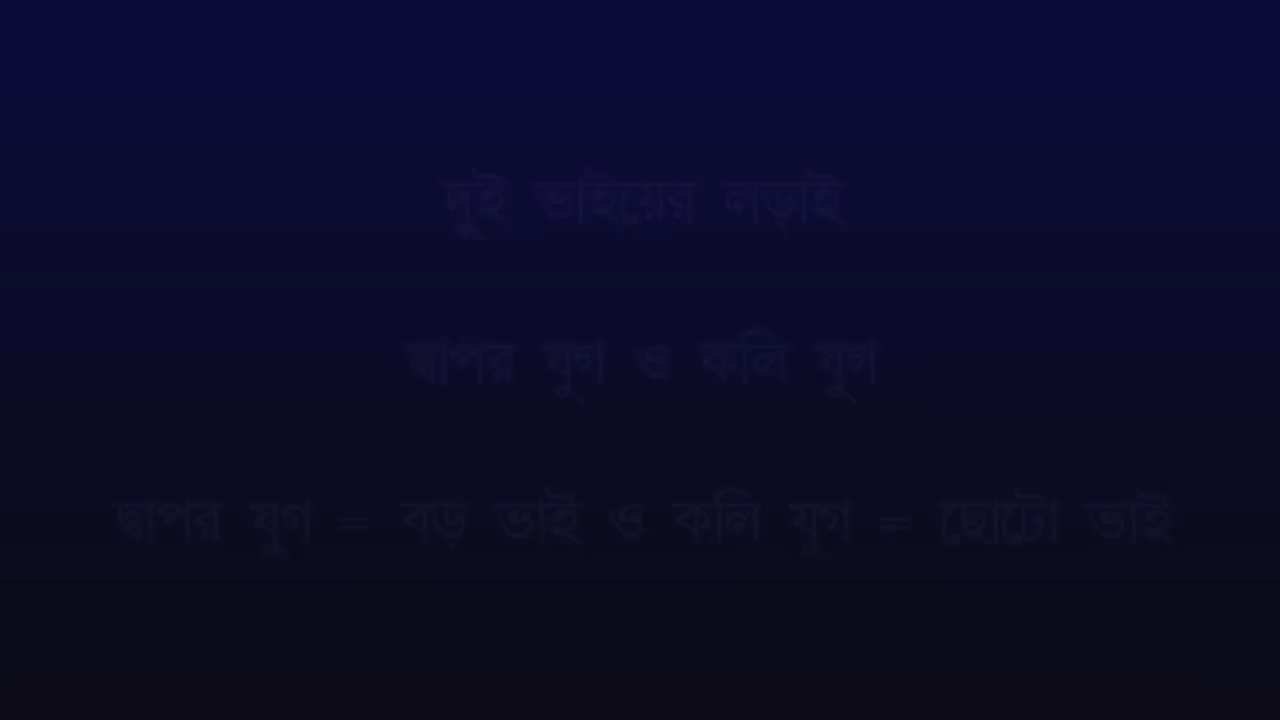 দুই ভাইয়ের লড়াই
দ্বাপর যুগ ও কলি যুগ
দ্বাপর যুগ = বড় ভাই ও কলি যুগ = ছোটো ভাই